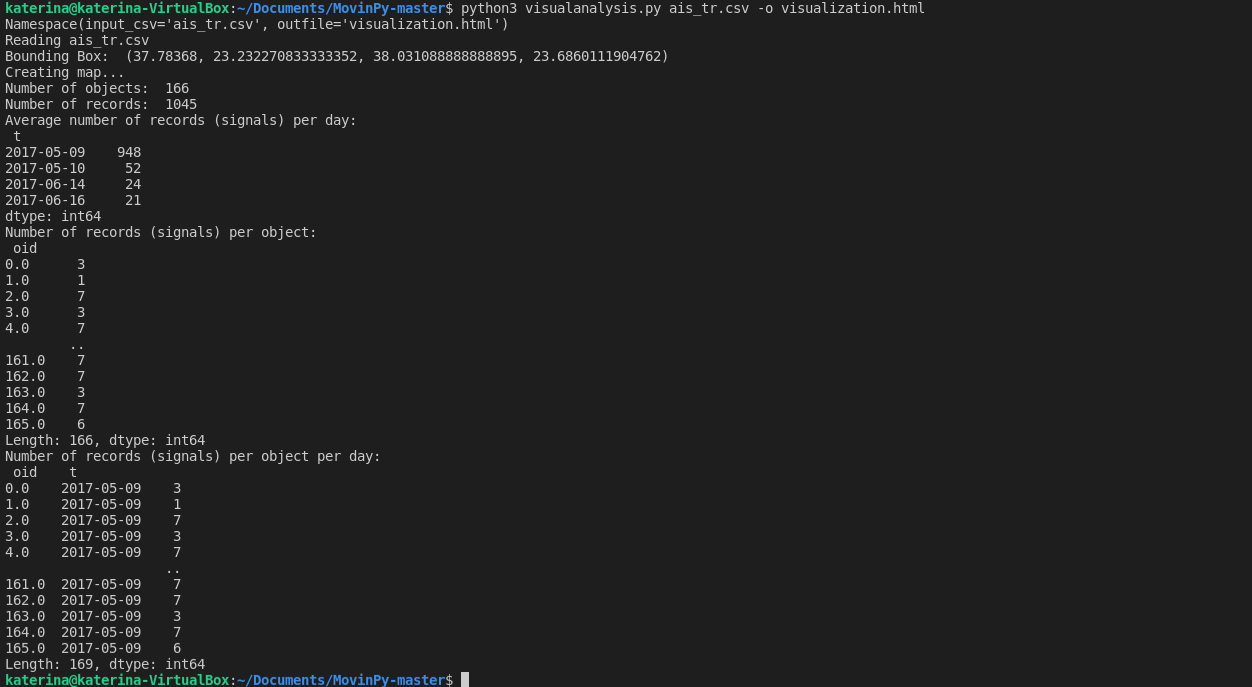 katerina@katerina-VirtualBox:~/Documents/MovinPy-master$ python3 visualanalysis.py ais_tr.csv -o visualization.html
Namespace(input_csv='ais_tr.csv', outfile='visualization.html')
Reading ais_tr.csv
Bounding Box:  (37.78368, 23.232270833333352, 38.031088888888895, 23.6860111904762)
Creating map...
Number of objects:  166
Number of records:  1045
Average number of records (signals) per day:
 t
2017-05-09    948
2017-05-10     52
2017-06-14     24
2017-06-16     21
dtype: int64
Number of records (signals) per object:
 oid
0.0      3
1.0      1
2.0      7
3.0      3
4.0      7
        ..
161.0    7
162.0    7
163.0    3
164.0    7
165.0    6
Length: 166, dtype: int64
Number of records (signals) per object per day:
 oid    t
0.0    2017-05-09    3
1.0    2017-05-09    1
2.0    2017-05-09    7
3.0    2017-05-09    3
4.0    2017-05-09    7
                    ..
161.0  2017-05-09    7
162.0  2017-05-09    7
163.0  2017-05-09    3
164.0  2017-05-09    7
165.0  2017-05-09    6
Length: 169, dtype: int64
katerina@katerina-VirtualBox:~/Documents/MovinPy-master$